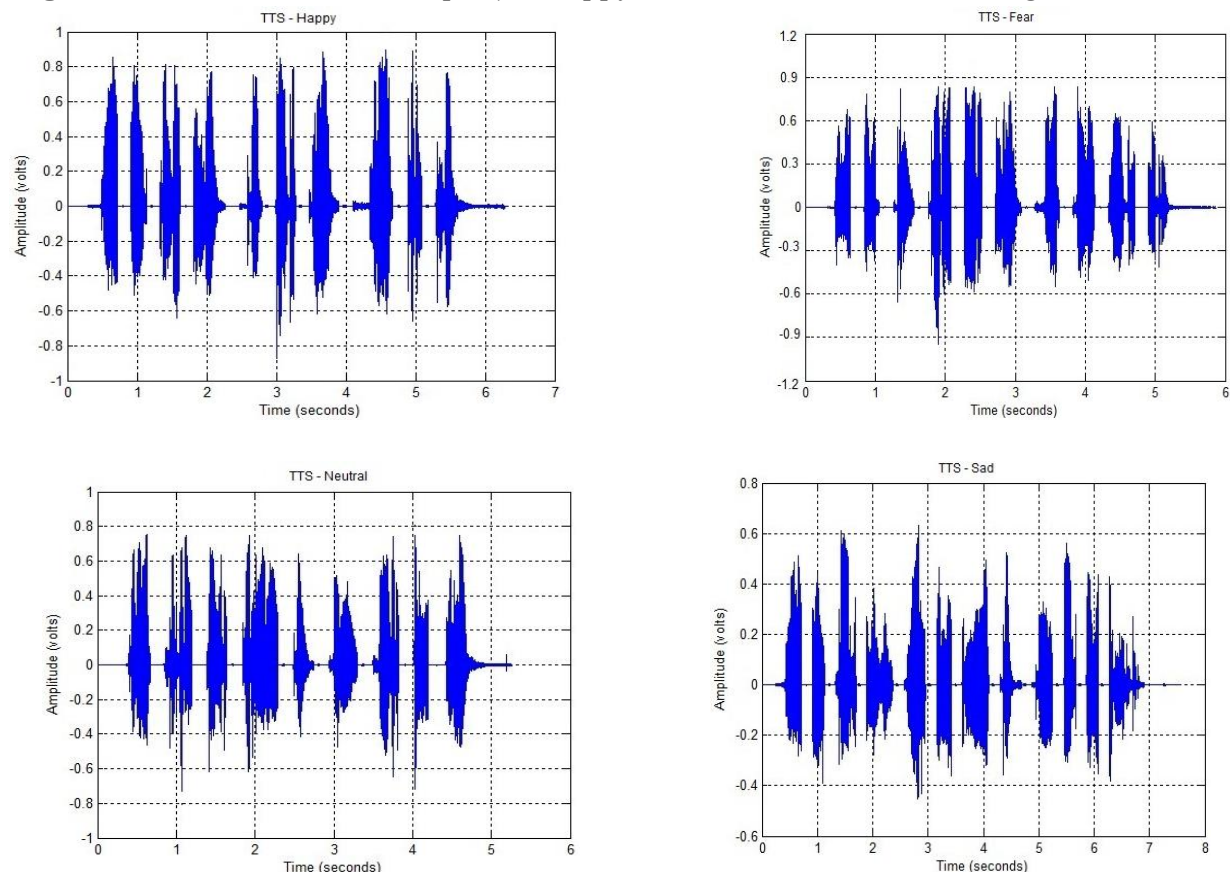 TTS - Happy
Amplitude (volts)
1
0.8
0.6
0.4
0.2
0
-0.2
-0.4
-0.6
-0.8
-1
0 1 2 3 4 5 6 7
Time (seconds)
TTS - Fear
Amplitude (volts)
1.2
0.9
0.6
0.3
0
-0.3
-0.6
-0.9
-1.2
0 1 2 3 4 5 6
Time (seconds)
TTS - Neutral
Amplitude (volts)
1
0.8
0.6
0.4
0.2
0
-0.2
-0.4
-0.6
-0.8
-1
0 1 2 3 4 5 6
Time (seconds)
TTS - Sad
Amplitude (volts)
0.8
0.6
0.4
0.2
0
-0.2
-0.4
-0.6
0 1 2 3 4 5 6 7 8
Time (seconds)